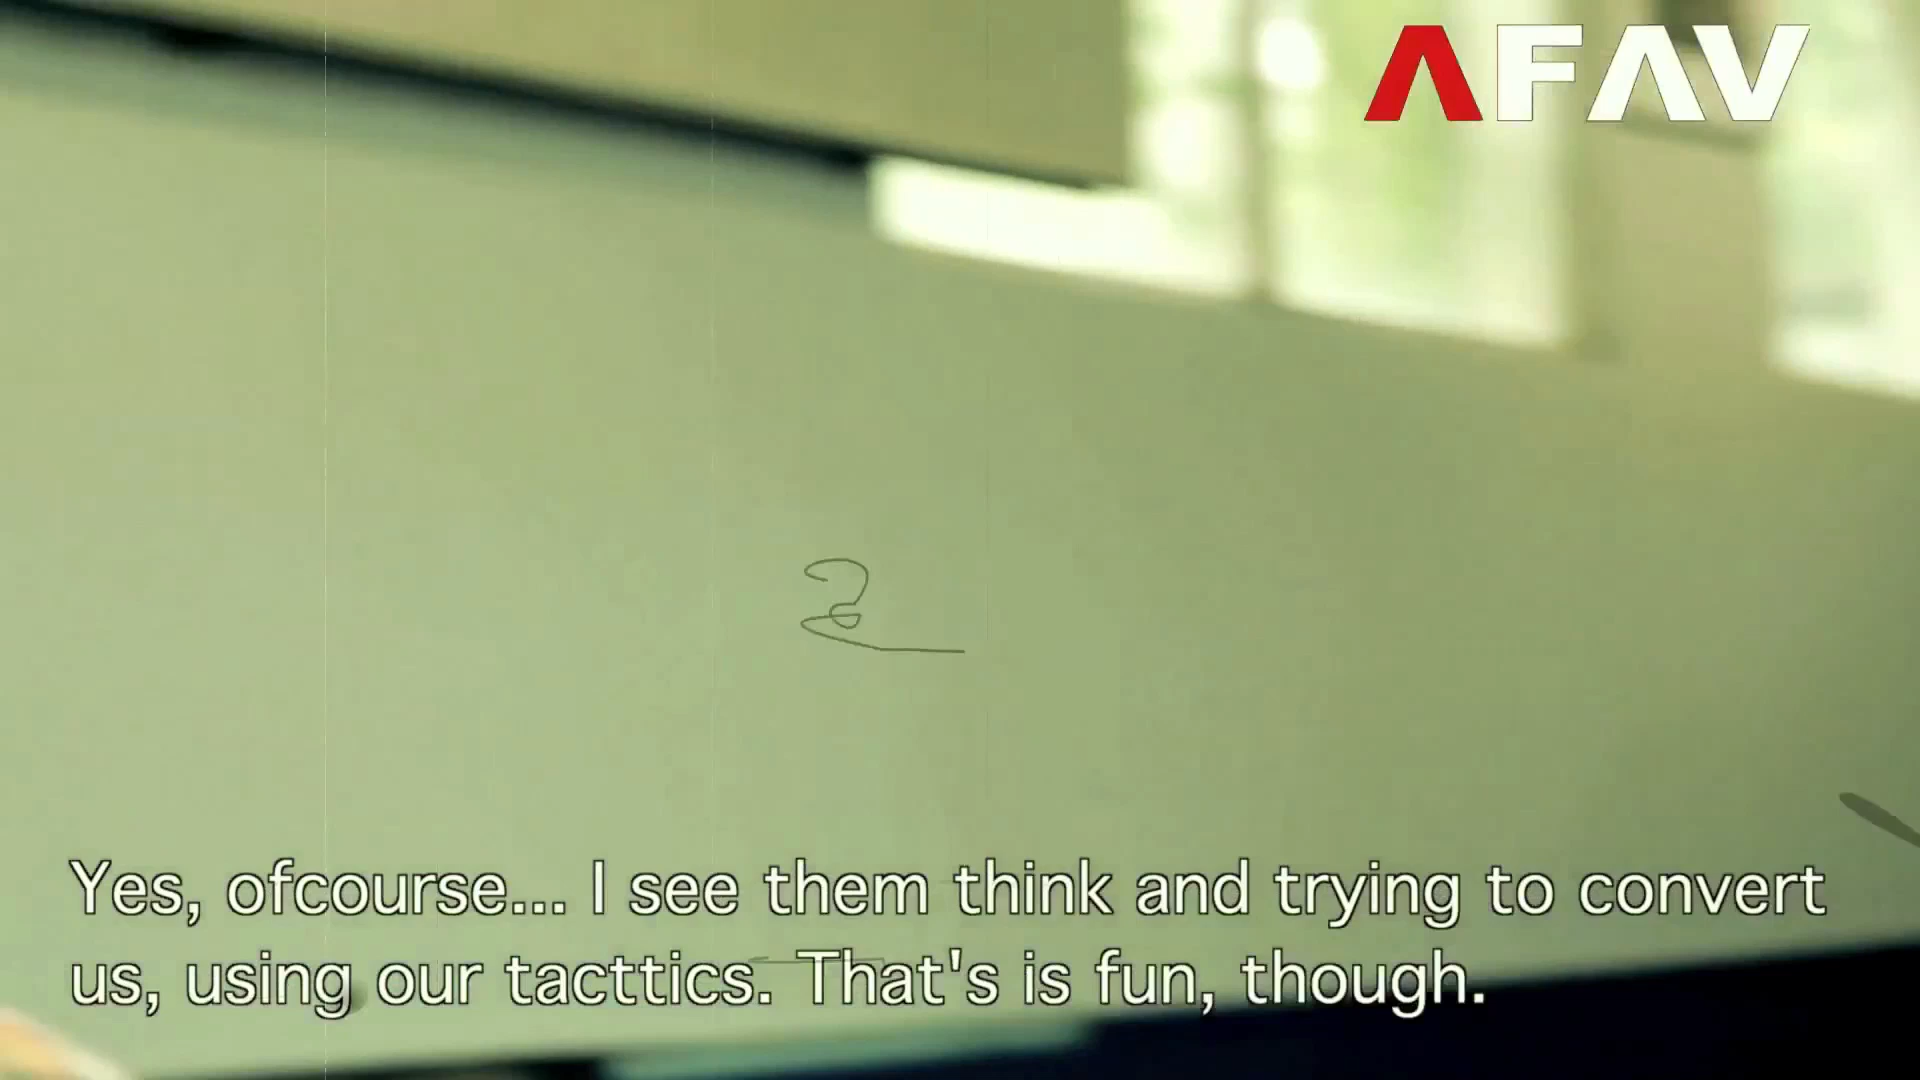 AFAV
Yes, ofcourse... I see them think and trying to convert
us, using our tacttics. That's is fun, though.